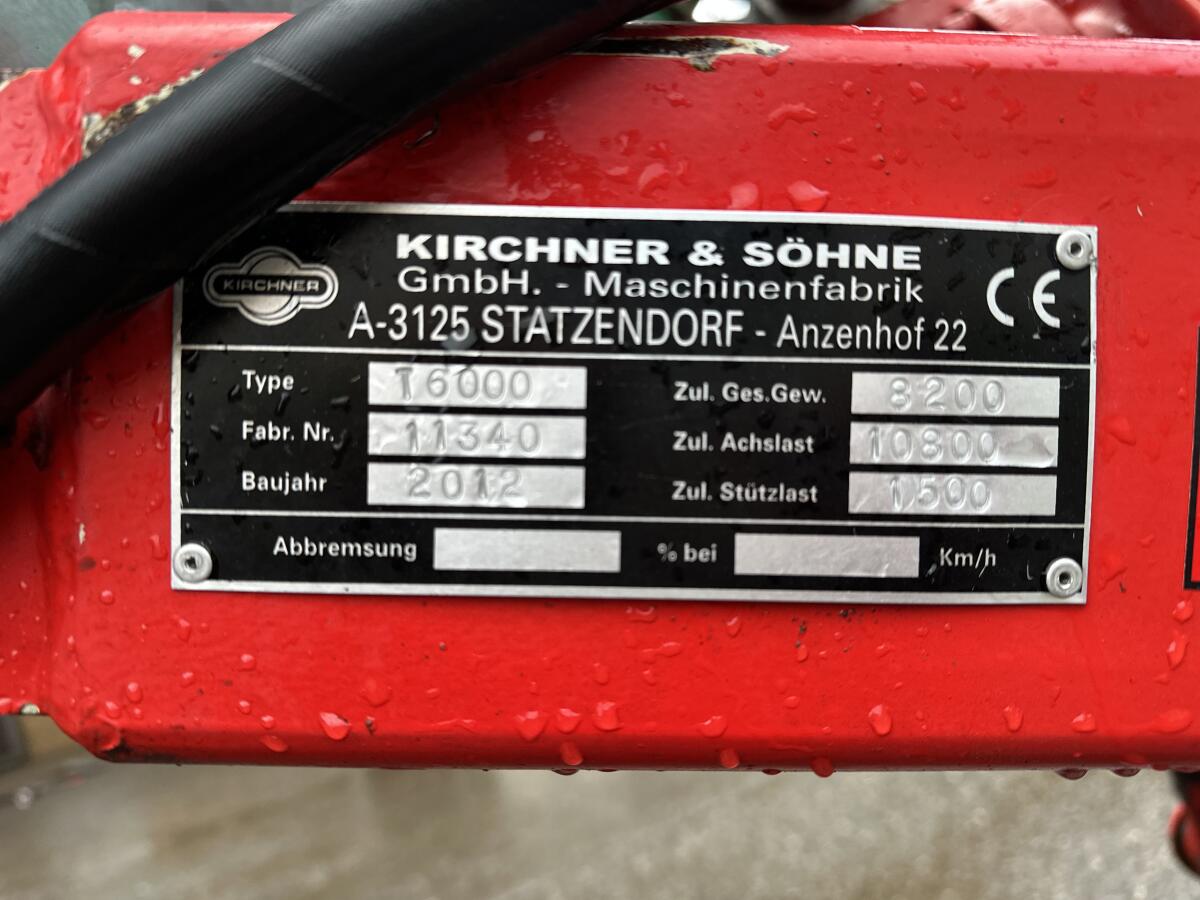 KIRCHNER
KIRCHNER & SÖHNE
GmbH. - Maschinenfabrik
A-3125 STATZENDORF - Anzenhof 22
CE
Type T6000 Zul. Ges.Gew. 8200
Fabr. Nr. 11340 Zul. Achslast 10800
Baujahr 2012 Zul. Stützlast 1500
Abbremsung % bei Km/h